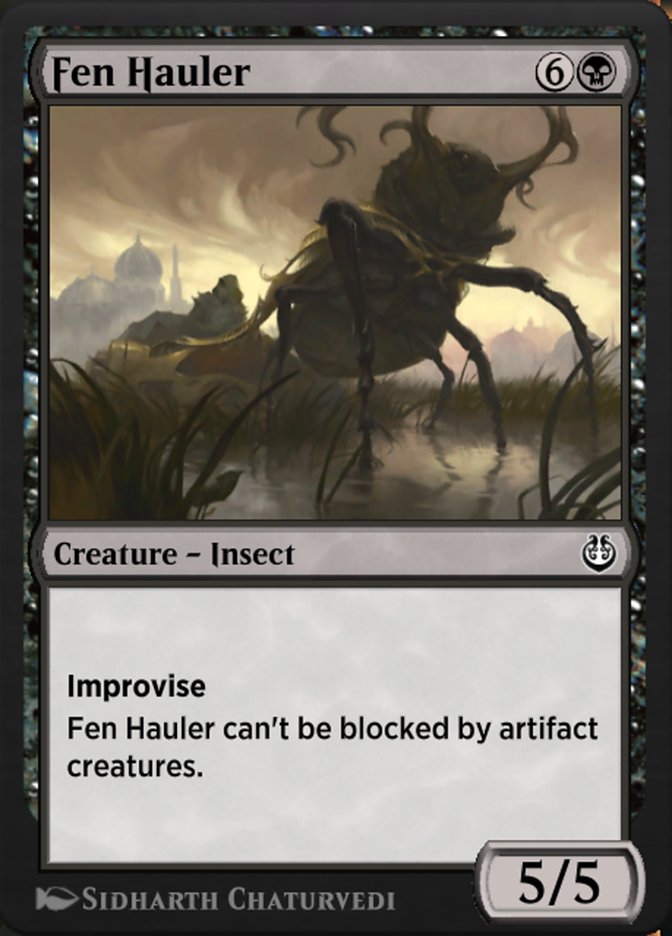 Fen Hauler 6
Creature – Insect
Improvise
Fen Hauler can't be blocked by artifact
creatures.
5/5
Sidharth Chaturvedi